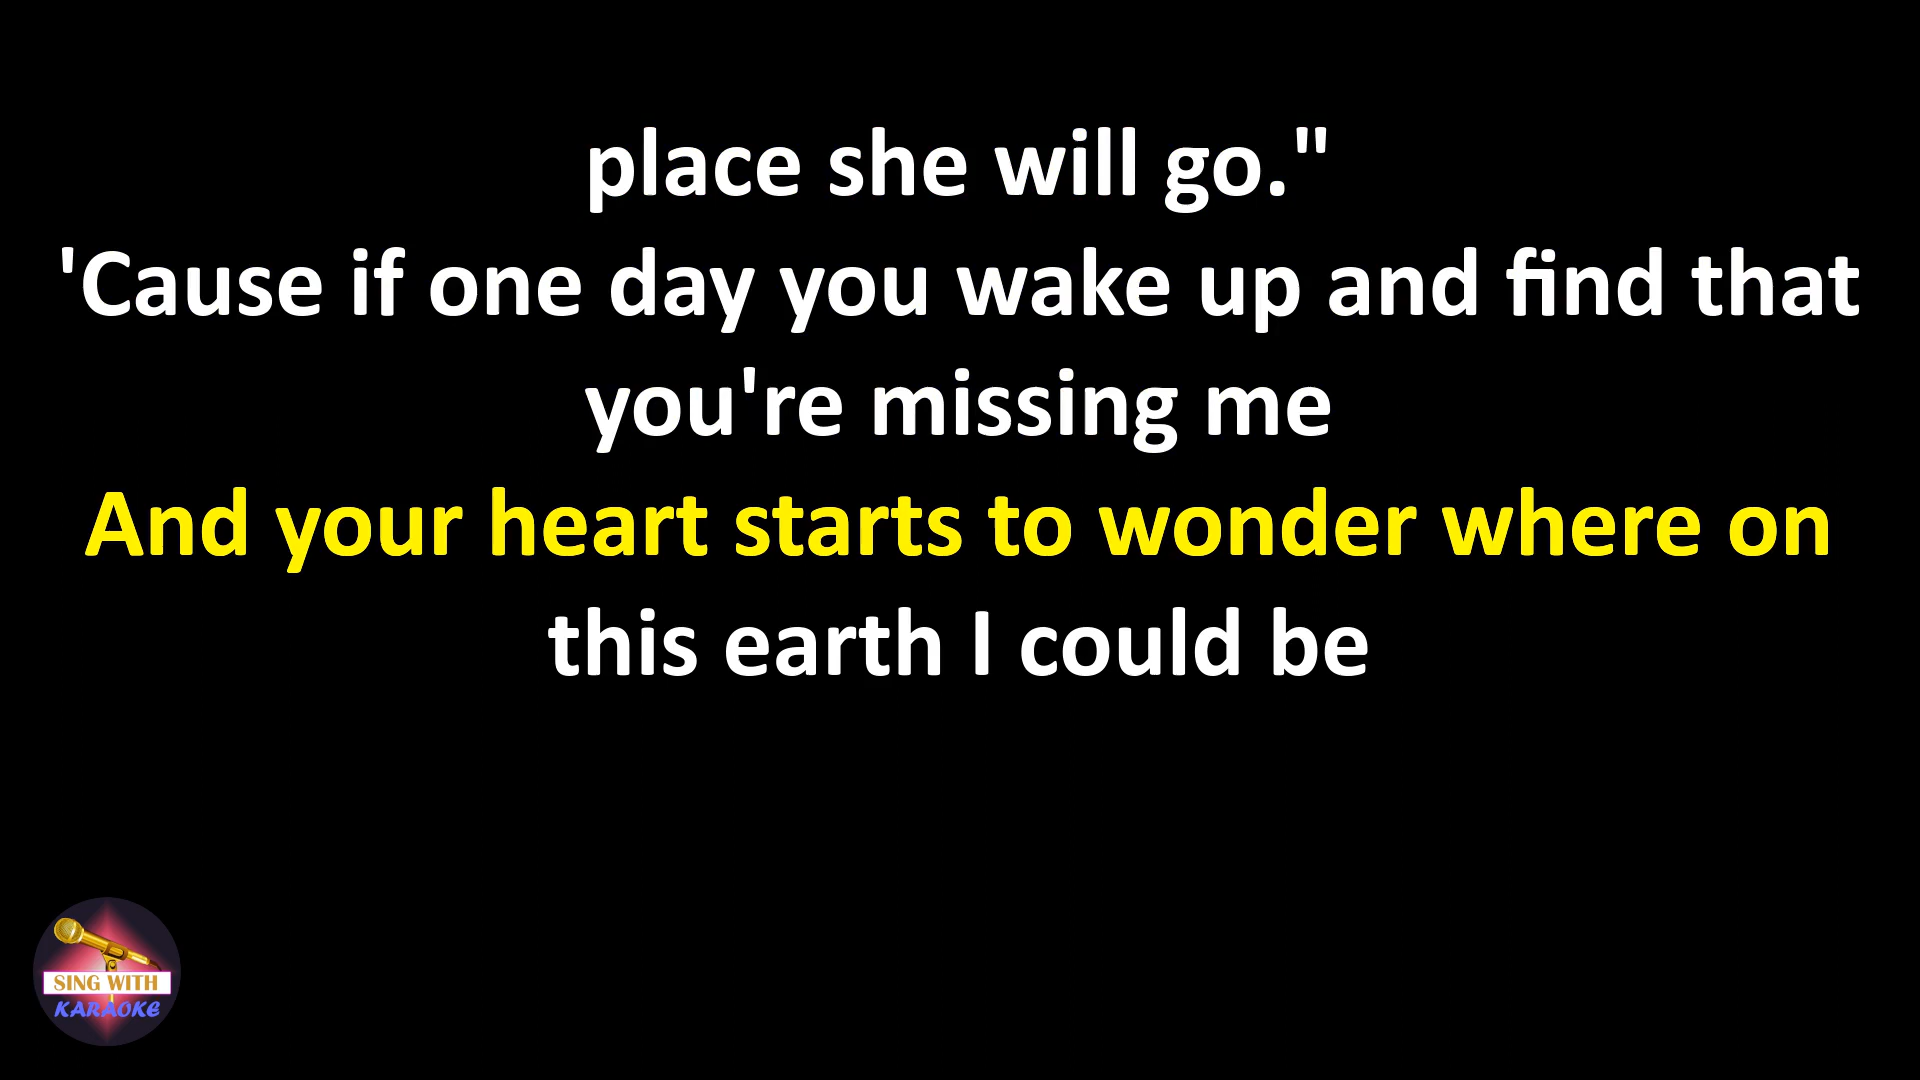 place she will go."
'Cause if one day you wake up and find that
you're missing me
And your heart starts to wonder where on
this earth I could be
SING WITH
KARAOKE